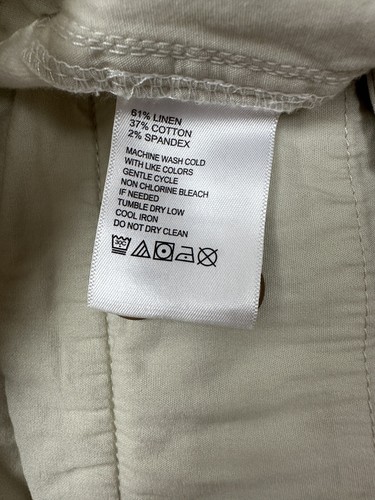 61% LINEN
37% COTTON
2% SPANDEX
MACHINE WASH COLD
WITH LIKE COLORS
GENTLE CYCLE
NON CHLORINE BLEACH
IF NEEDED
TUMBLE DRY LOW
COOL IRON
DO NOT DRY CLEAN
30C